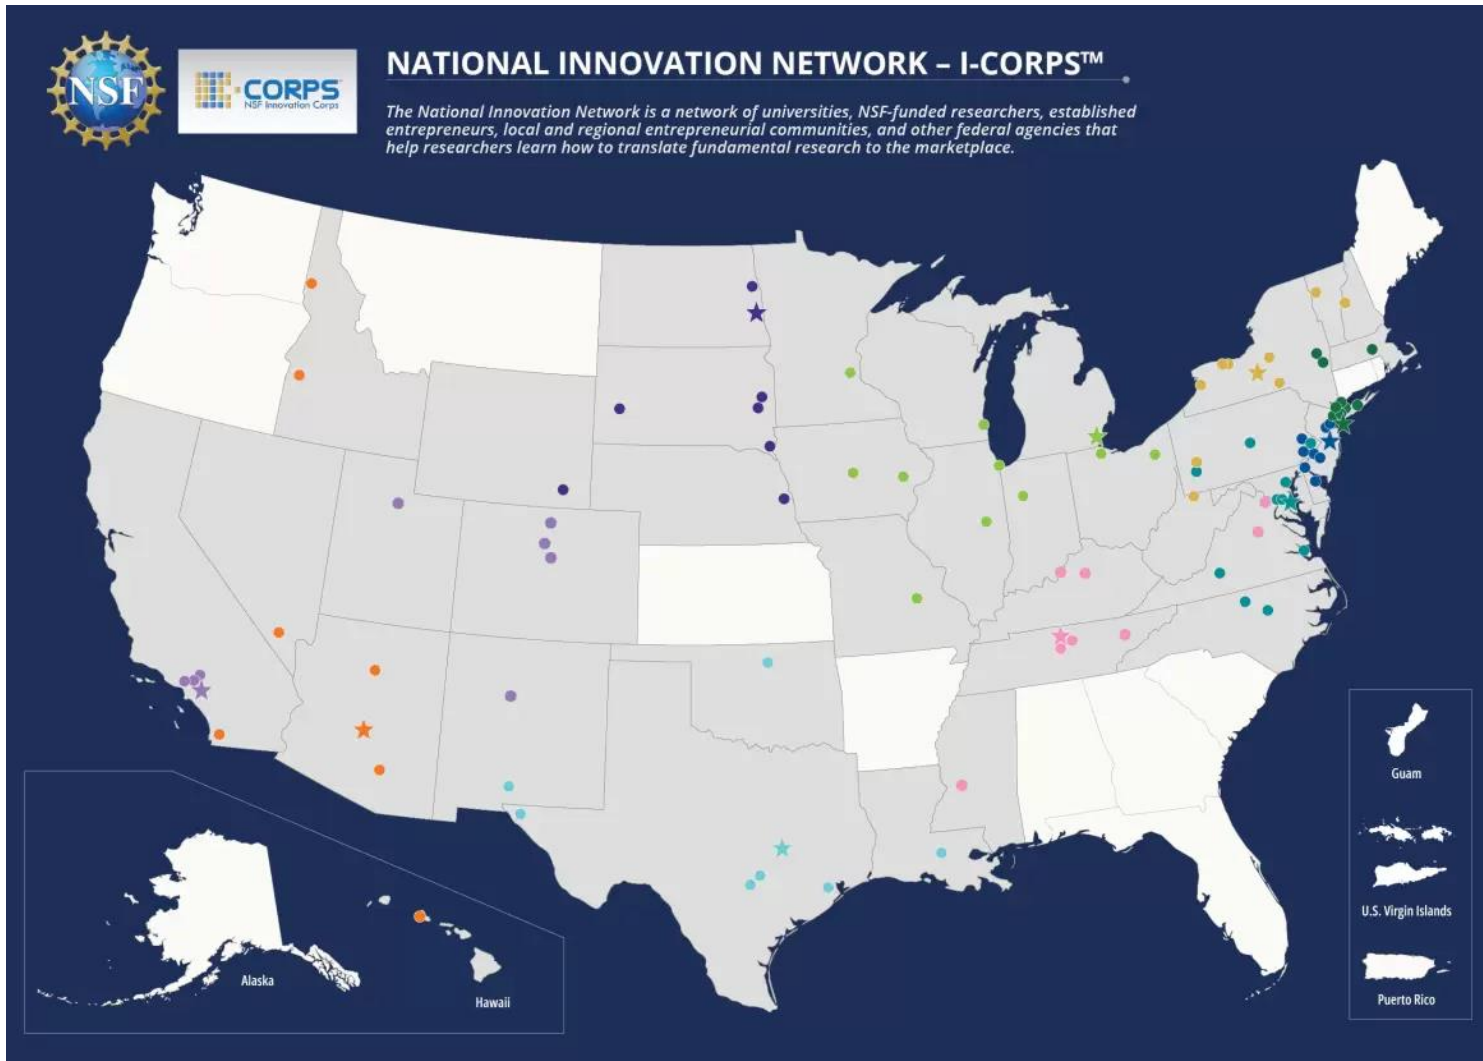 NSF
I-CORPS™
NSF Innovation Corps
NATIONAL INNOVATION NETWORK – I-CORPS™
The National Innovation Network is a network of universities, NSF-funded researchers, established
entrepreneurs, local and regional entrepreneurial communities, and other federal agencies that
help researchers learn how to translate fundamental research to the marketplace.
Guam
U.S. Virgin Islands
Puerto Rico
Alaska
Hawaii